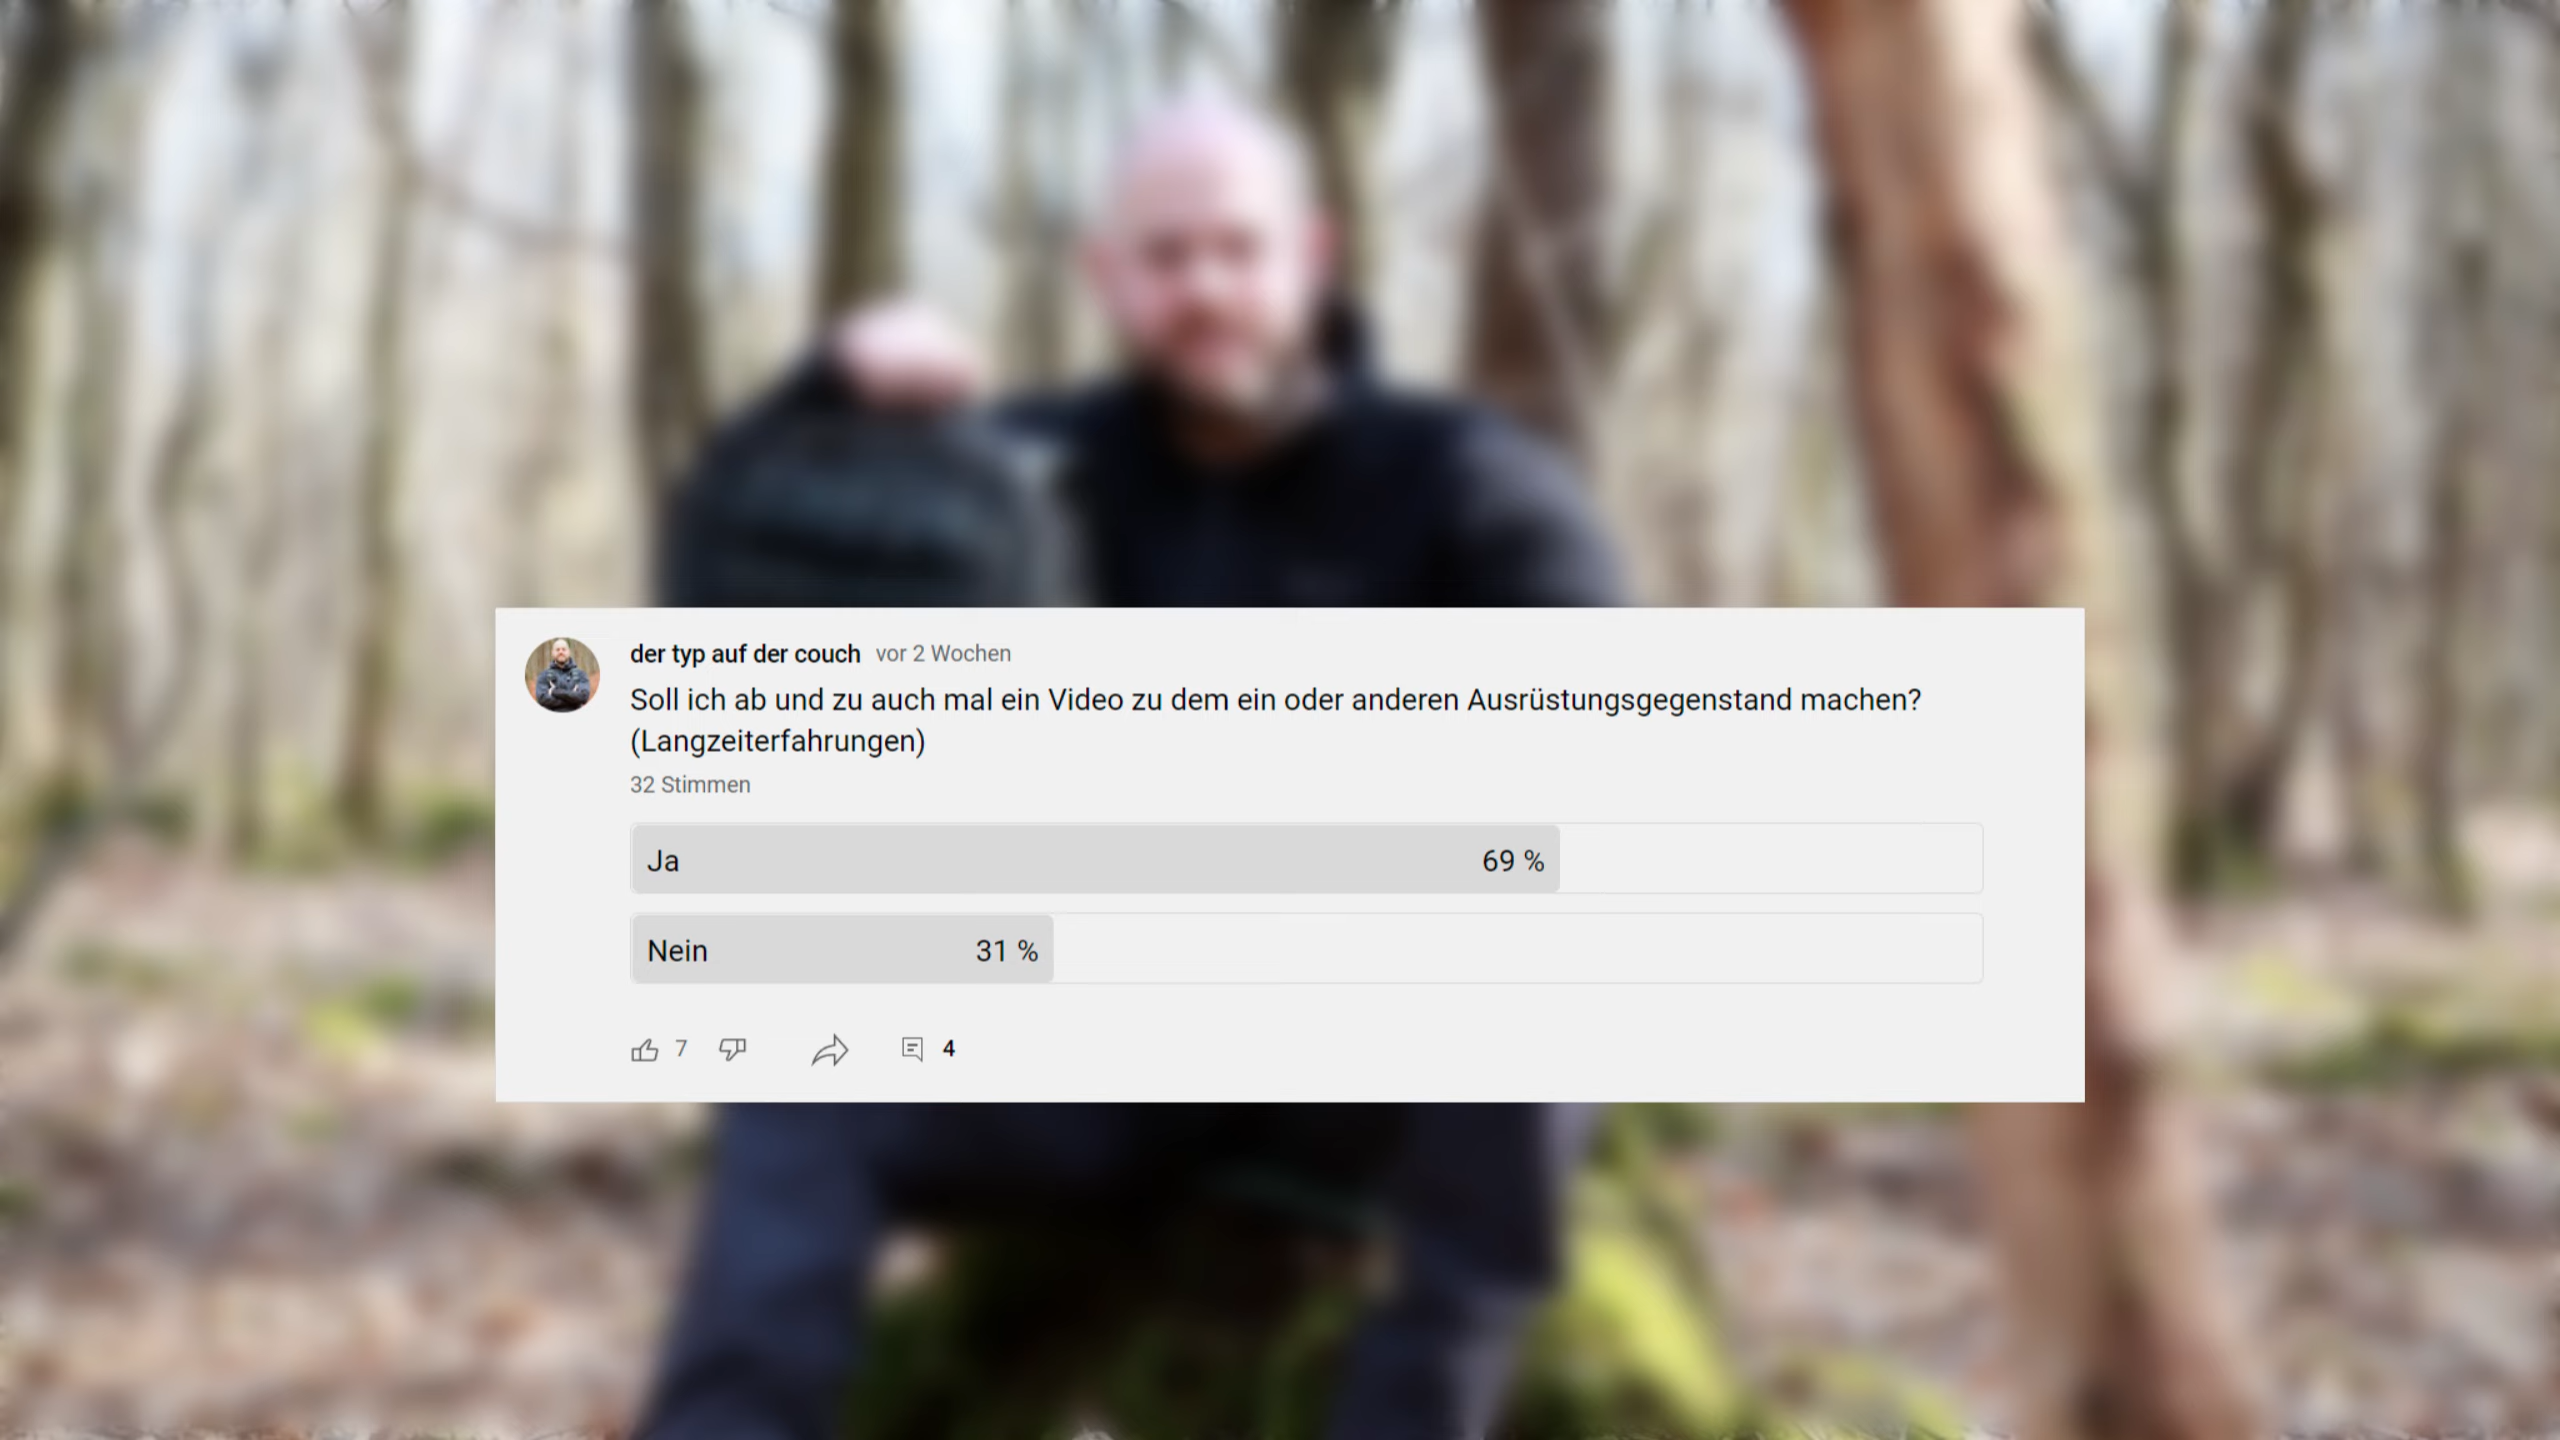 der typ auf der couch vor 2 Wochen
Soll ich ab und zu auch mal ein Video zu dem ein oder anderen Ausrüstungsgegenstand machen?
(Langzeiterfahrungen)
32 Stimmen
Ja 69 %
Nein 31 %
7 4